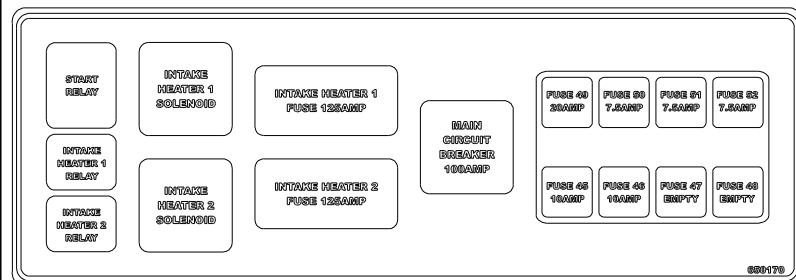 START
RELAY
INTAKE
HEATER 1
RELAY
INTAKE
HEATER 2
RELAY
INTAKE
HEATER 1
SOLENOID
INTAKE
HEATER 2
SOLENOID
INTAKE HEATER 1
FUSE 125AMP
INTAKE HEATER 2
FUSE 125AMP
MAIN
CIRCUIT
BREAKER
100AMP
FUSE 49
20AMP
FUSE 50
7.5AMP
FUSE 51
7.5AMP
FUSE 52
7.5AMP
FUSE 45
10AMP
FUSE 46
10AMP
FUSE 47
EMPTY
FUSE 48
EMPTY
650170